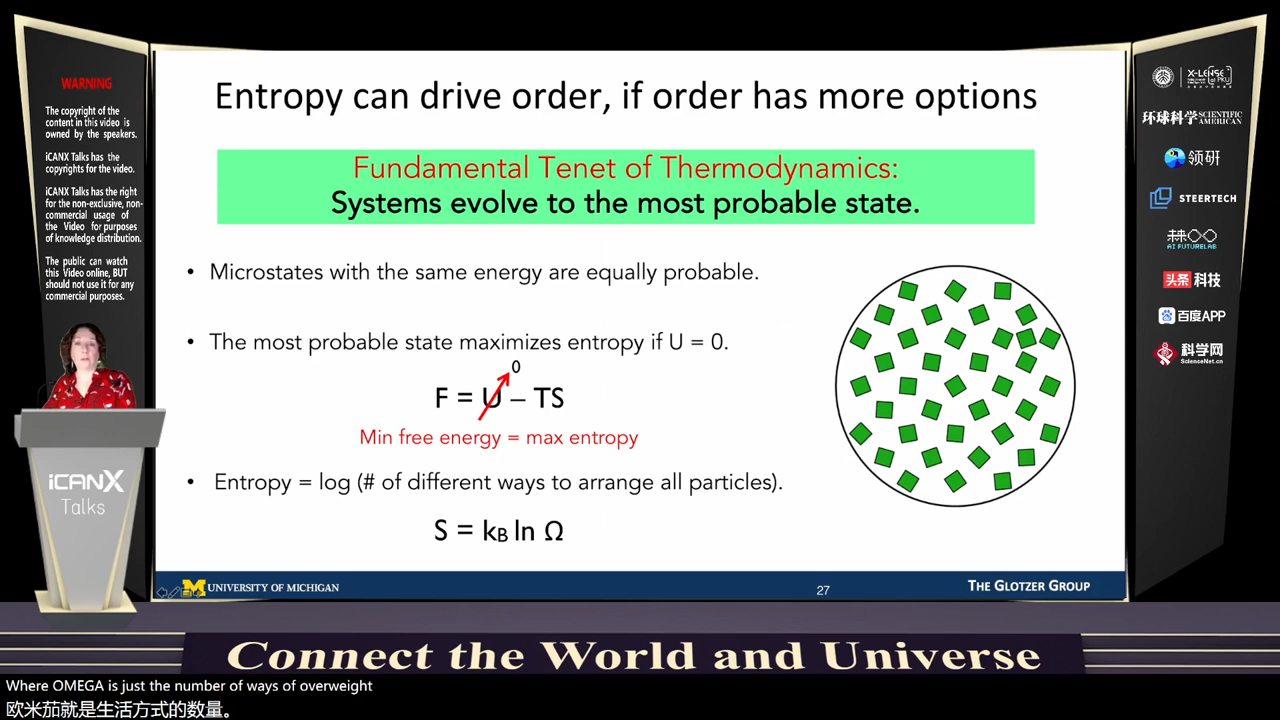 WARNING
The copyright of the
content in this video is
owned by the speakers.
iCANX Talks has the
copyrights for the video.
iCANX Talks has the right
for the non-exclusive, non-
commercial usage of
the Video for purposes
of knowledge distribution.
The public can watch
this Video online, BUT
should not use it for any
commercial purposes.
iCANX
Talks
Entropy can drive order, if order has more options
Fundamental Tenet of Thermodynamics:
Systems evolve to the most probable state.
• Microstates with the same energy are equally probable.
• The most probable state maximizes entropy if U = 0.
0
F = U – TS
Min free energy = max entropy
• Entropy = log (# of different ways to arrange all particles).
S = kB ln Ω
M UNIVERSITY OF MICHIGAN
27
THE GLOTZER GROUP
X-LENSE
环球科学 SCIENTIFIC AMERICAN
领研
STEERTECH
AI FUTURELAB
头条 科技
百度APP
科学网
ScienceNet.cn
Connect the World and Universe
Where OMEGA is just the number of ways of overweight
欧米茄就是生活方式的数量。